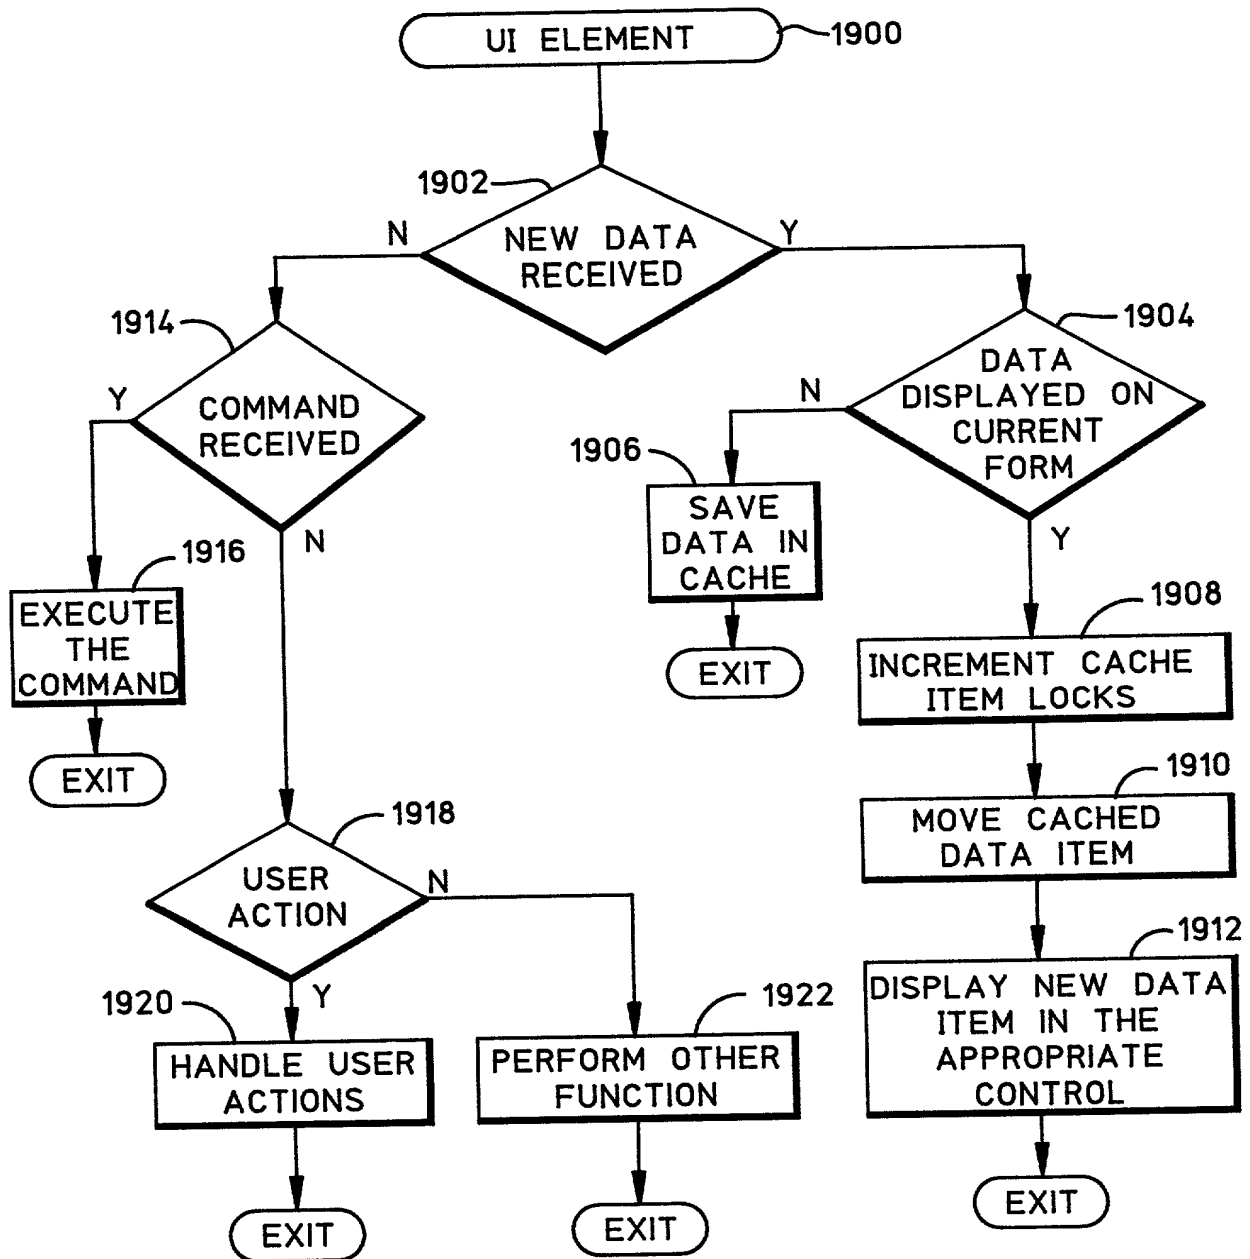 UI ELEMENT
1900
1902
N
NEW DATA
RECEIVED
Y
1914
Y
COMMAND
RECEIVED
N
1904
DATA
DISPLAYED ON
CURRENT
FORM
N
Y
1906
SAVE
DATA IN
CACHE
EXIT
1916
EXECUTE
THE
COMMAND
EXIT
1908
INCREMENT CACHE
ITEM LOCKS
1910
MOVE CACHED
DATA ITEM
1912
DISPLAY NEW DATA
ITEM IN THE
APPROPRIATE
CONTROL
EXIT
1918
USER
ACTION
N
Y
1920
HANDLE USER
ACTIONS
EXIT
1922
PERFORM OTHER
FUNCTION
EXIT